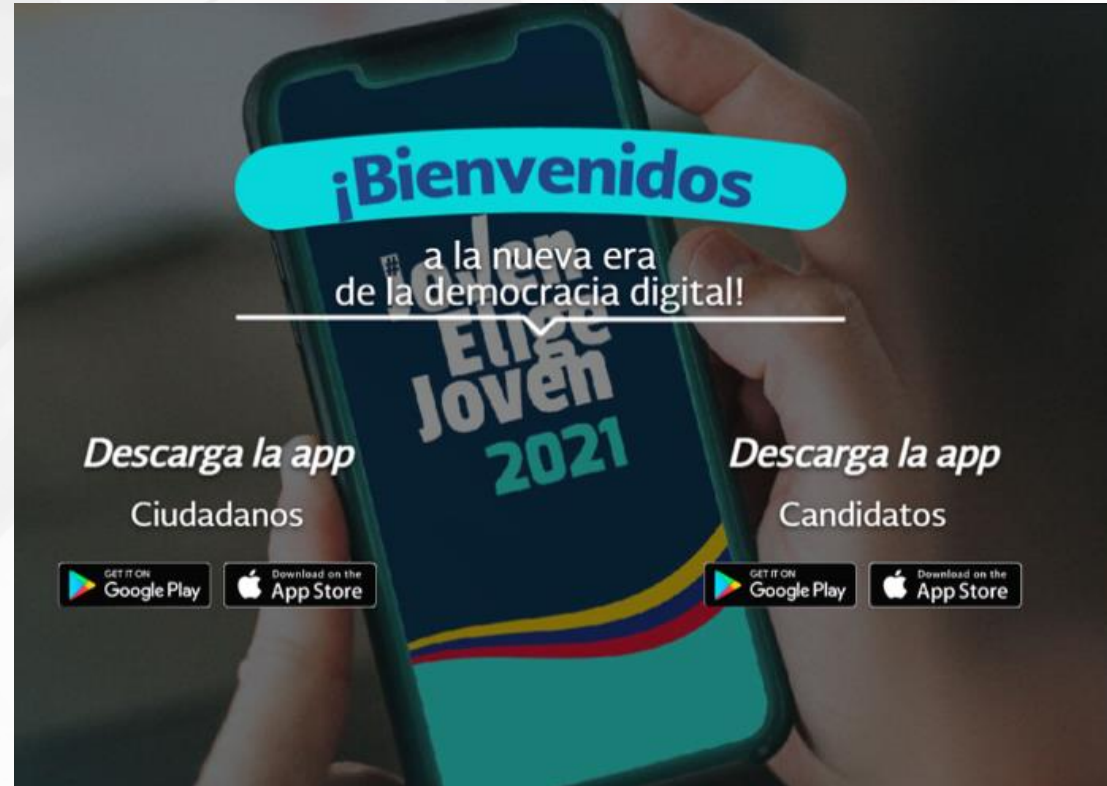 ¡Bienvenidos
a la nueva era
de la democracia digital!
#Joven
Elige
Joven
2021
Descarga la app
Ciudadanos
GET IT ON
Google Play
Download on the
App Store
Descarga la app
Candidatos
GET IT ON
Google Play
Download on the
App Store